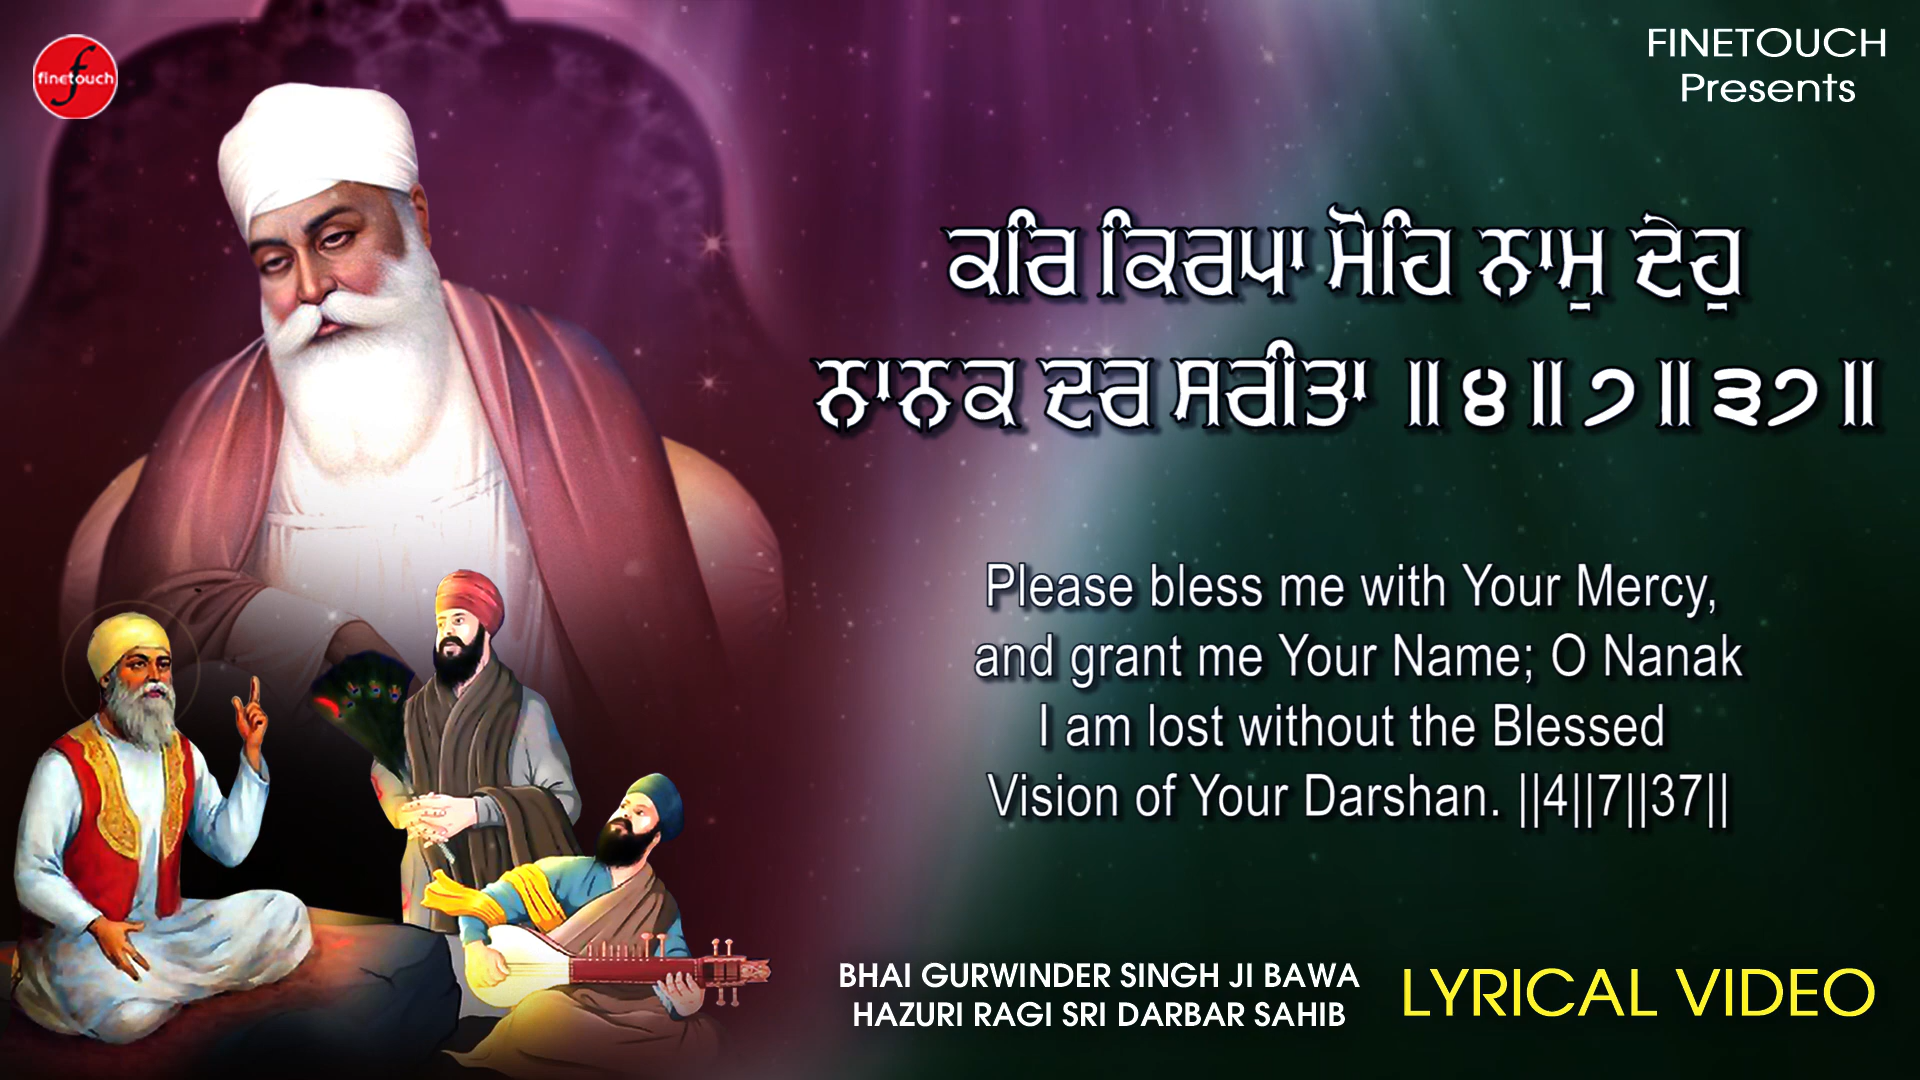 finetouch
FINETOUCH
Presents
ਕਰਿ ਕਿਰਪਾ ਮੋਹਿ ਨਾਮੁ ਦੇਹੁ
ਨਾਨਕ ਦਰ ਸਰੀਤਾ ॥੪॥੭॥੩੭॥
Please bless me with Your Mercy,
and grant me Your Name; O Nanak
I am lost without the Blessed
Vision of Your Darshan. ||4||7||37||
BHAI GURWINDER SINGH JI BAWA
HAZURI RAGI SRI DARBAR SAHIB
LYRICAL VIDEO